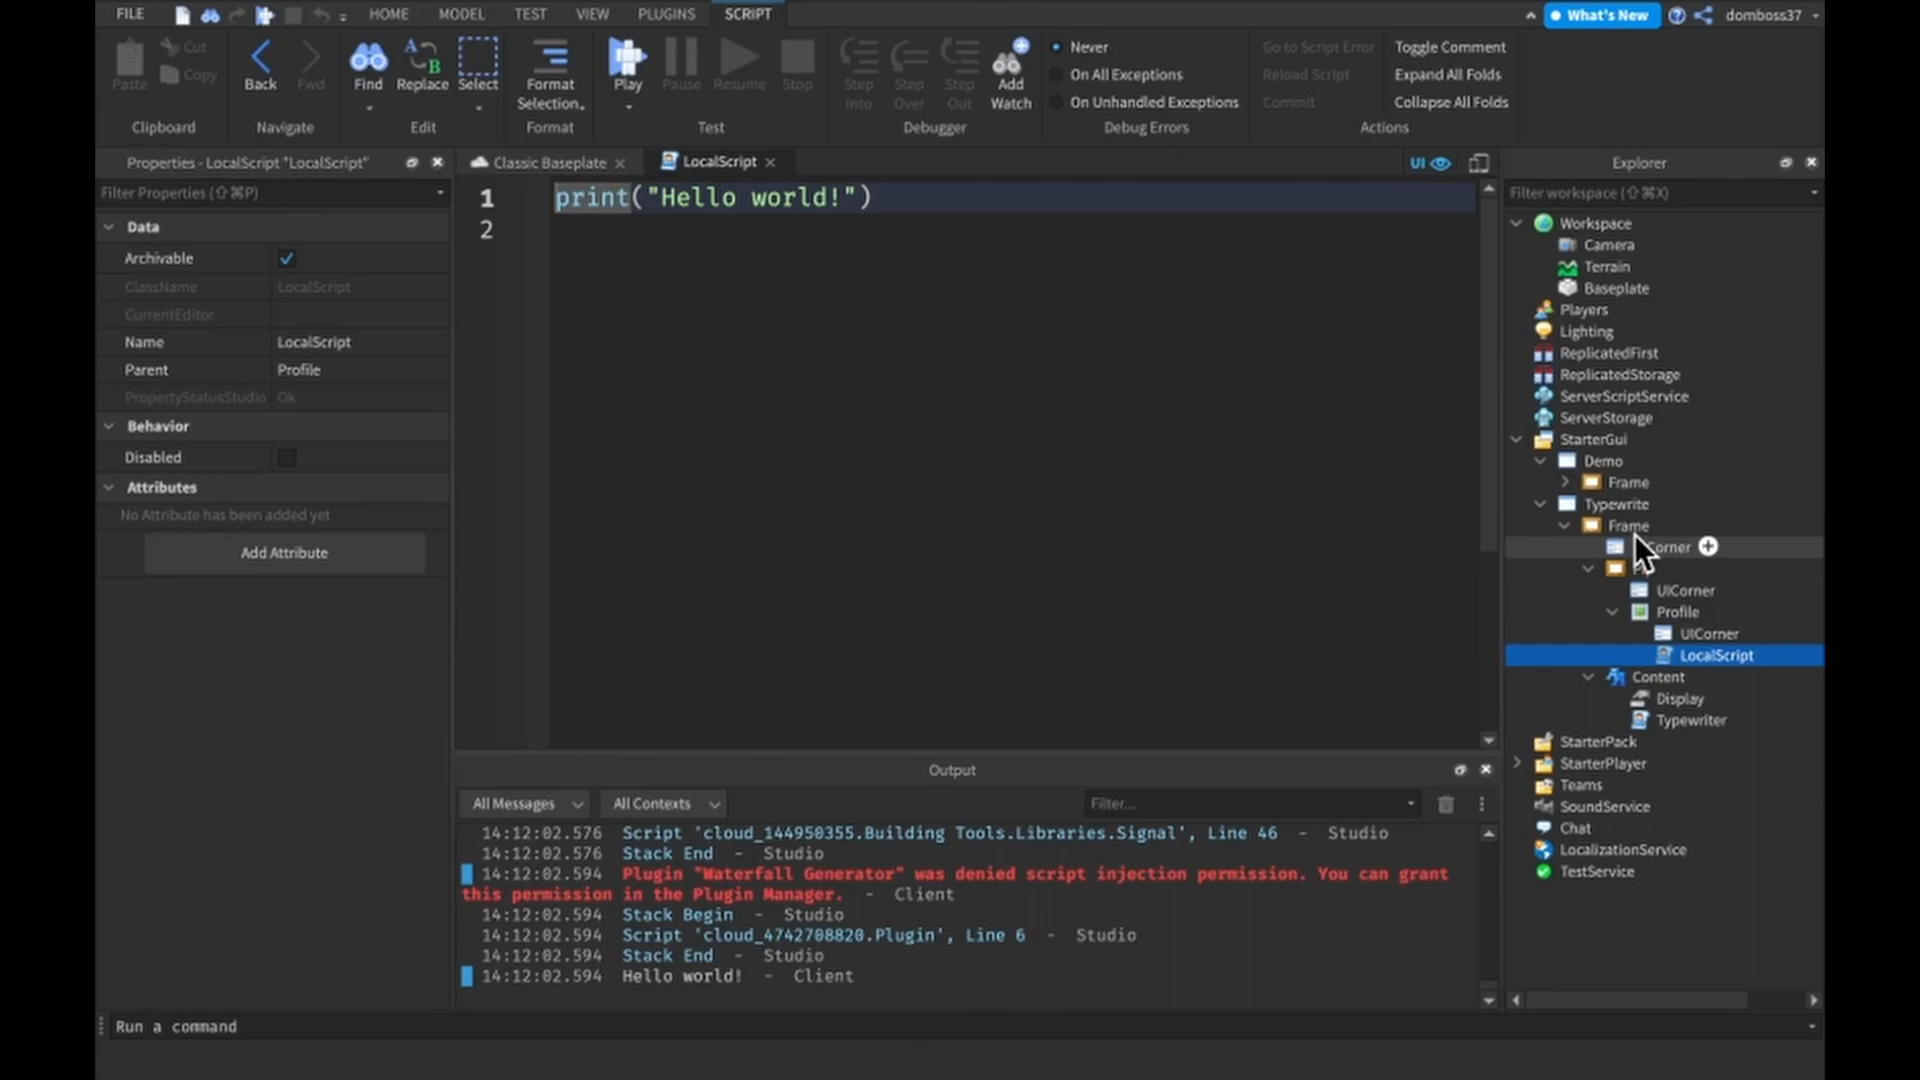 FILE HOME MODEL TEST VIEW PLUGINS SCRIPT What's New domboss37
Paste Cut Copy
Back Fwd
Find Replace Select
Format Selection
Play Pause Resume Stop
Step Into Step Over Step Out Add Watch
Never
On All Exceptions
On Unhandled Exceptions
Go to Script Error
Reload Script
Commit
Toggle Comment
Expand All Folds
Collapse All Folds
Clipboard Navigate Edit Format Test Debugger Debug Errors Actions
Properties - LocalScript "LocalScript"
Filter Properties (⇧⌘P)
Data
Archivable
ClassName LocalScript
CurrentEditor
Name LocalScript
Parent Profile
PropertyStatusStudio Ok
Behavior
Disabled
Attributes
No Attribute has been added yet
Add Attribute
Classic Baseplate LocalScript UI
1 print("Hello world!")
2
Output
All Messages All Contexts Filter...
14:12:02.576 Script 'cloud_144950355.Building Tools.Libraries.Signal', Line 46 - Studio
14:12:02.576 Stack End - Studio
14:12:02.594 Plugin "Waterfall Generator" was denied script injection permission. You can grant
this permission in the Plugin Manager. - Client
14:12:02.594 Stack Begin - Studio
14:12:02.594 Script 'cloud_4742708820.Plugin', Line 6 - Studio
14:12:02.594 Stack End - Studio
14:12:02.594 Hello world! - Client
Explorer
Filter workspace (⇧⌘X)
Workspace
Camera
Terrain
Baseplate
Players
Lighting
ReplicatedFirst
ReplicatedStorage
ServerScriptService
ServerStorage
StarterGui
Demo
Frame
Typewrite
Frame
Corner
UICorner
Profile
UICorner
LocalScript
Content
Display
Typewriter
StarterPack
StarterPlayer
Teams
SoundService
Chat
LocalizationService
TestService
Run a command